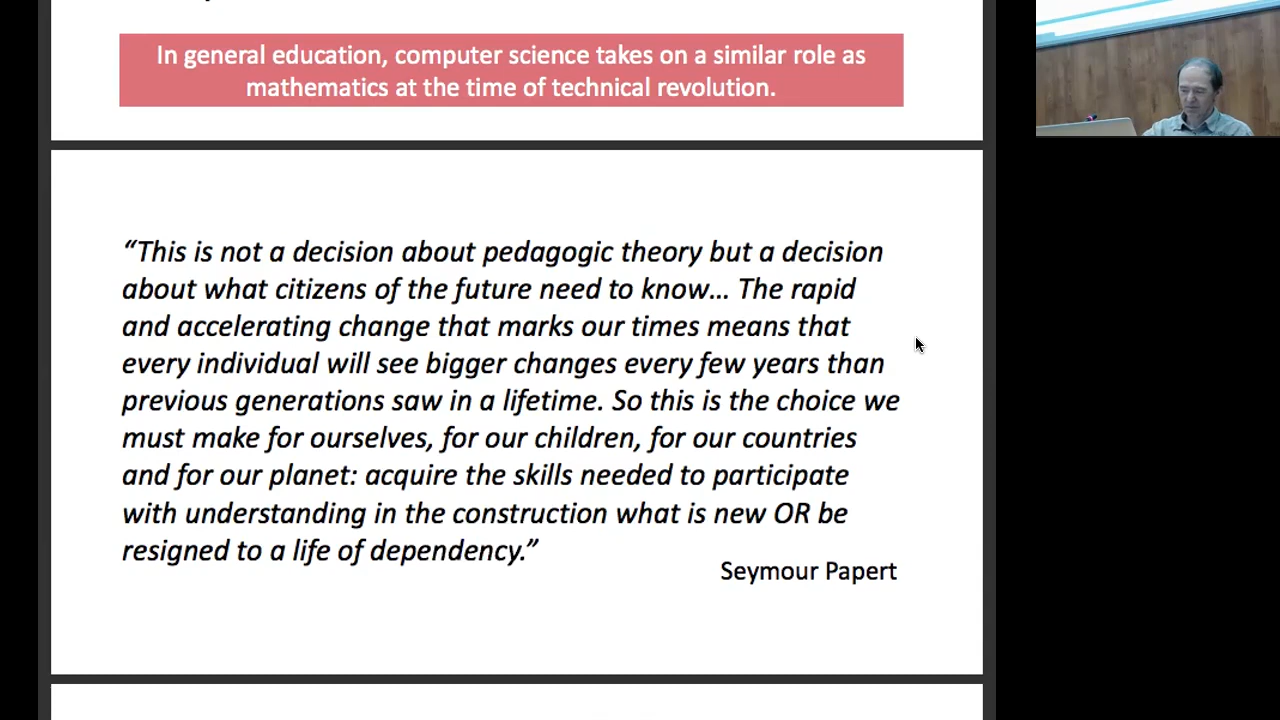 In general education, computer science takes on a similar role as
mathematics at the time of technical revolution.
“This is not a decision about pedagogic theory but a decision
about what citizens of the future need to know... The rapid
and accelerating change that marks our times means that
every individual will see bigger changes every few years than
previous generations saw in a lifetime. So this is the choice we
must make for ourselves, for our children, for our countries
and for our planet: acquire the skills needed to participate
with understanding in the construction what is new OR be
resigned to a life of dependency.”
Seymour Papert